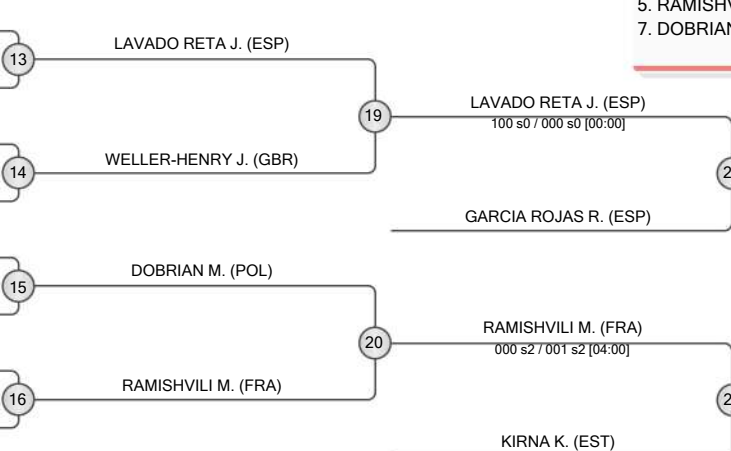 5. RAMISHV
7. DOBRIAN
13
LAVADO RETA J. (ESP)
19
LAVADO RETA J. (ESP)
100 s0 / 000 s0 [00:00]
14
WELLER-HENRY J. (GBR)
2
GARCIA ROJAS R. (ESP)
15
DOBRIAN M. (POL)
20
RAMISHVILI M. (FRA)
000 s2 / 001 s2 [04:00]
16
RAMISHVILI M. (FRA)
2
KIRNA K. (EST)